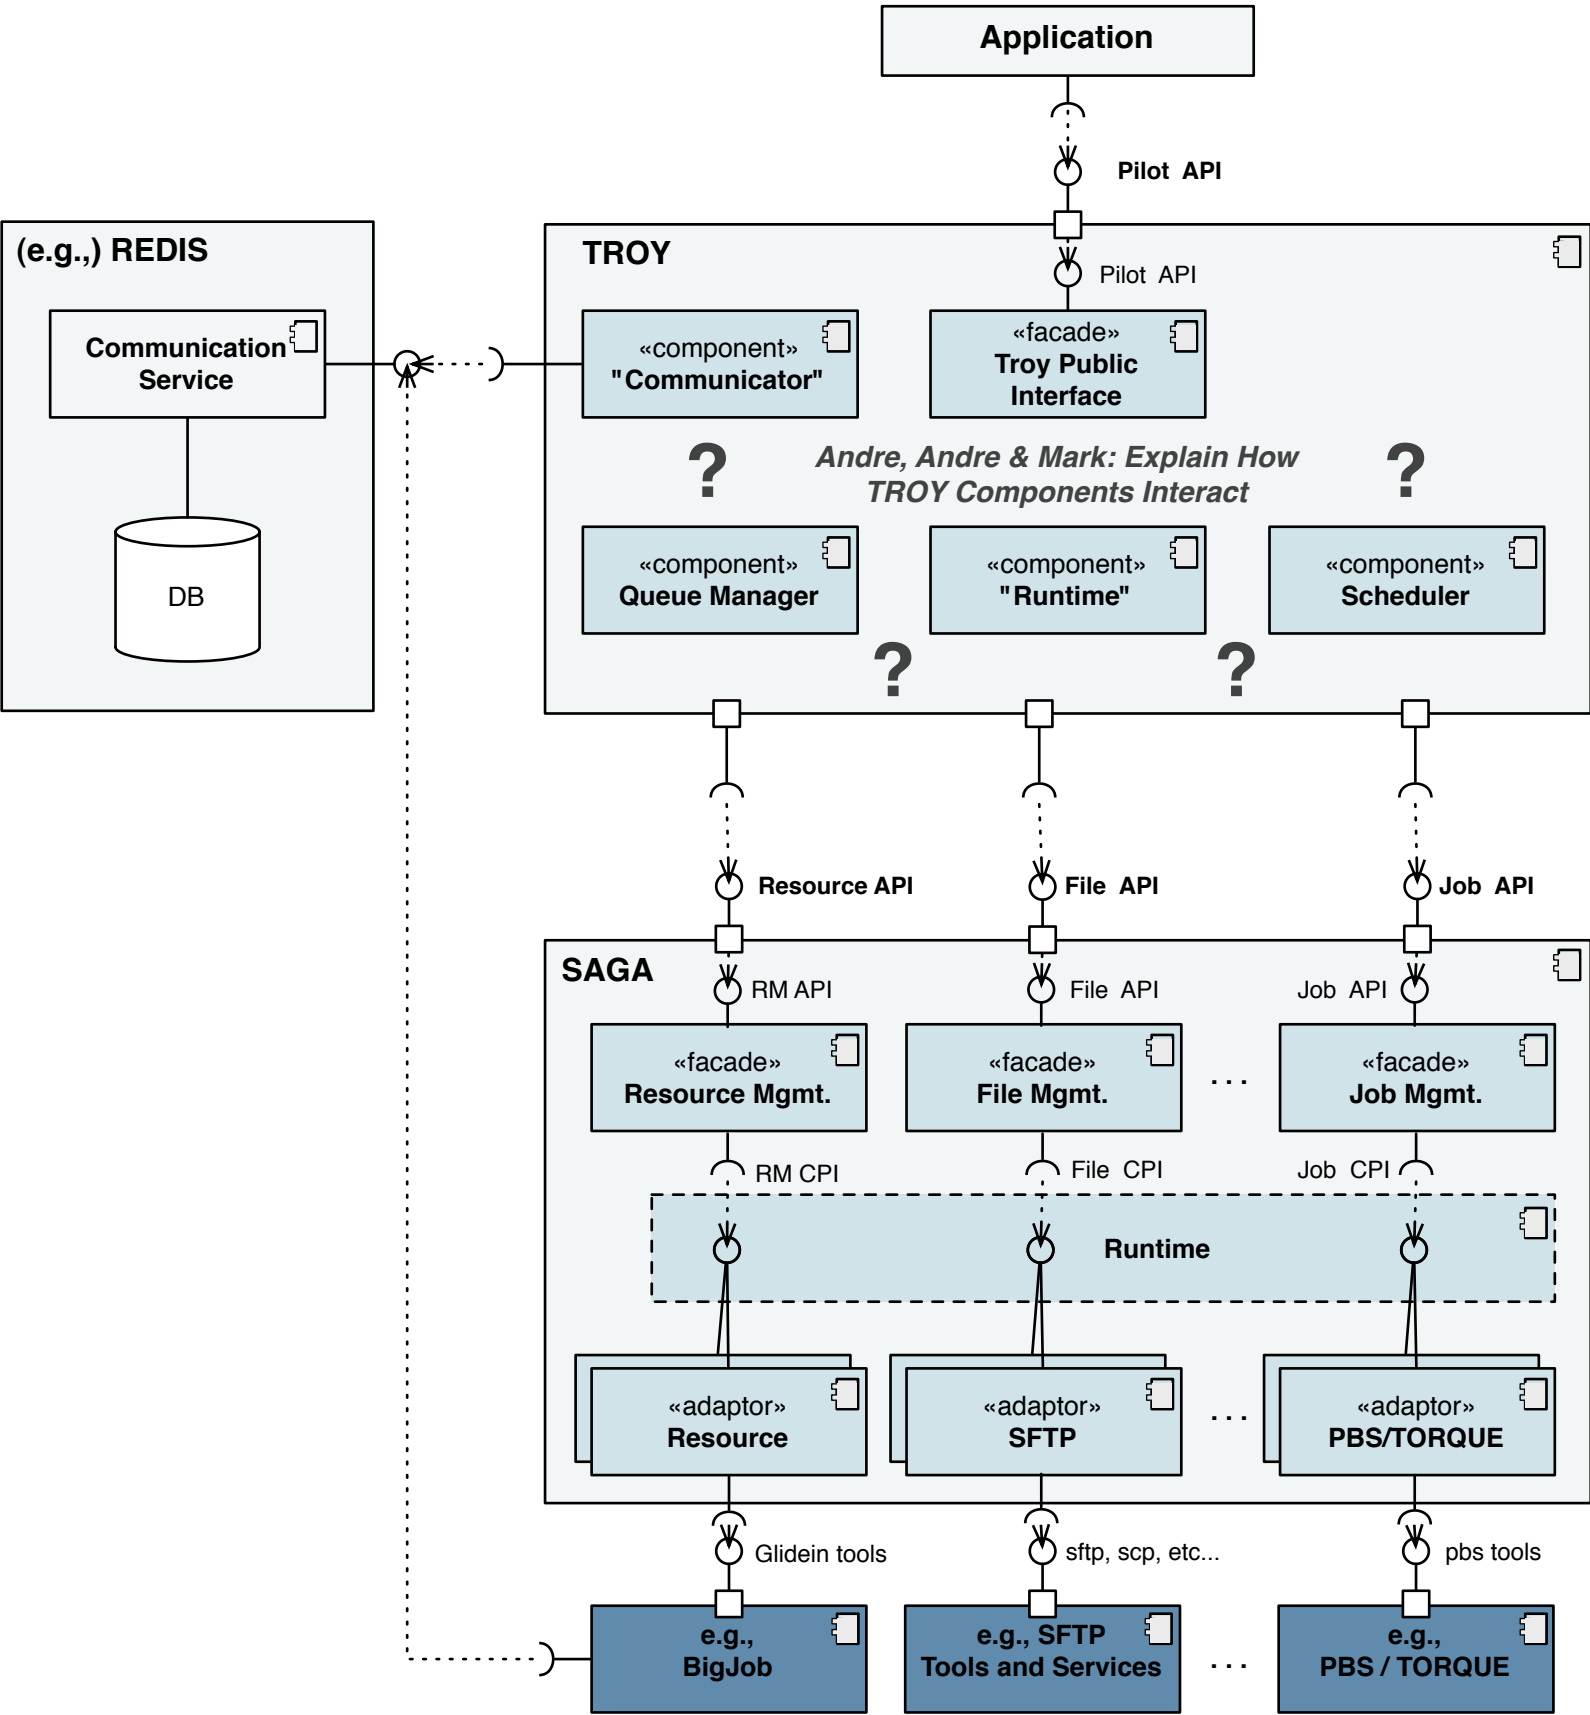 Application
Pilot API
(e.g.,) REDIS
TROY
Pilot API
Communication
Service
«component»
"Communicator"
«facade»
Troy Public
Interface
?
Andre, Andre & Mark: Explain How
TROY Components Interact
?
DB
«component»
Queue Manager
«component»
"Runtime"
«component»
Scheduler
?
?
Resource API
File API
Job API
SAGA
RM API
File API
Job API
«facade»
Resource Mgmt.
«facade»
File Mgmt.
. . .
«facade»
Job Mgmt.
RM CPI
File CPI
Job CPI
Runtime
«adaptor»
Resource
«adaptor»
SFTP
. . .
«adaptor»
PBS/TORQUE
Glidein tools
sftp, scp, etc...
pbs tools
e.g.,
BigJob
e.g., SFTP
Tools and Services
. . .
e.g.,
PBS / TORQUE